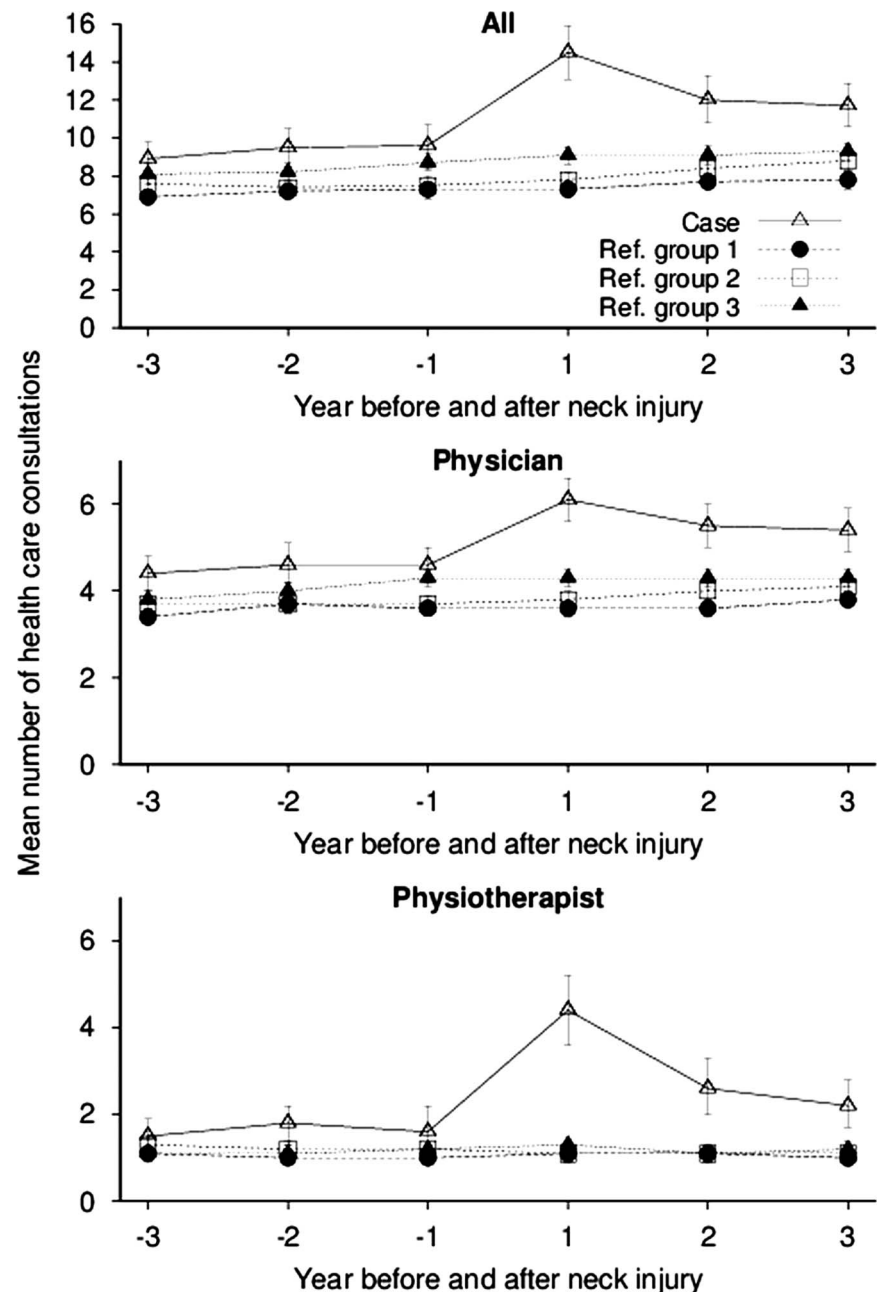 All
16
14
12
10
8
6
4
2
0
Case
Ref. group 1
Ref. group 2
Ref. group 3
-3 -2 -1 1 2 3
Year before and after neck injury
Mean number of health care consultations
Physician
6
4
2
0
-3 -2 -1 1 2 3
Year before and after neck injury
Physiotherapist
6
4
2
0
-3 -2 -1 1 2 3
Year before and after neck injury